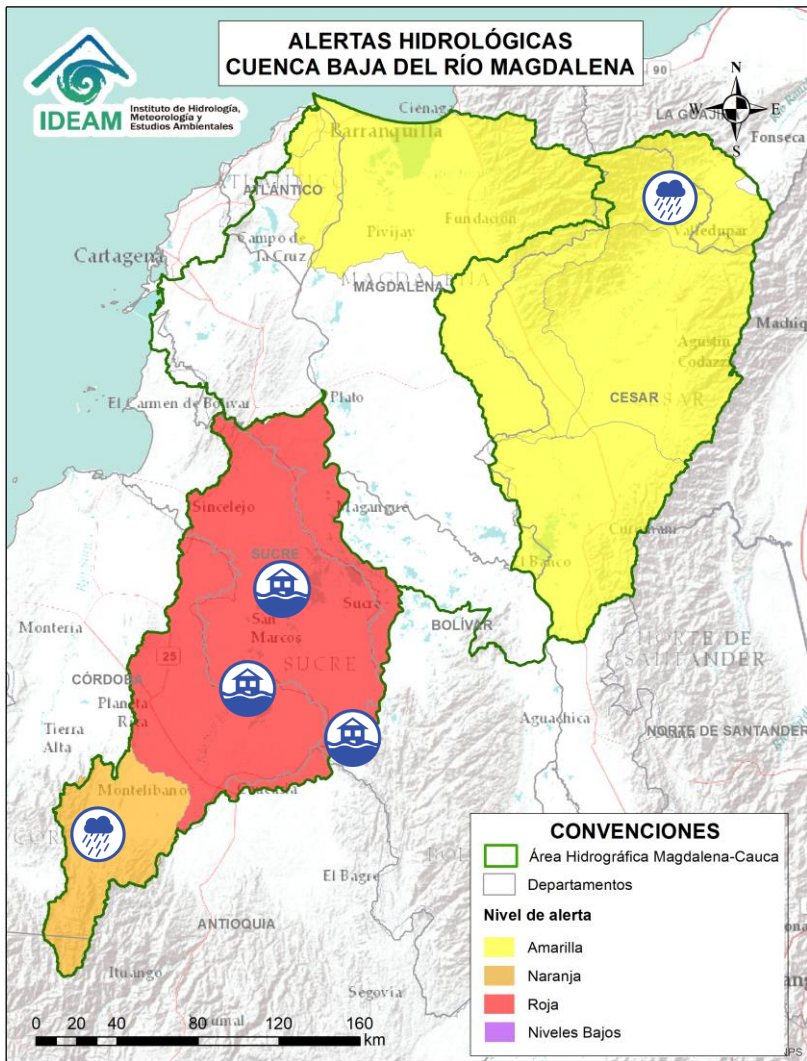 ALERTAS HIDROLÓGICAS
CUENCA BAJA DEL RÍO MAGDALENA
IDEAM
Instituto de Hidrología,
Meteorología y
Estudios Ambientales
90
N
W E
S
Ciénaga
LA GUAJIRA
Fonseca
Barranquilla
ATLÁNTICO
Pivijay
Fundación
Valledupar
Cartagena
Campo de
la Cruz
MAGDALENA
MAGDALENA
Machiq
Agustín
Codazzi
El Carmen de Bolívar
Plato
CESAR
Sincelejo
Magangué
Curumaní
SUCRE
El Banco
Sucre
Montería
San
Marcos
BOLÍVAR
NORTE DE
SANTANDER
25
SUCRE
CÓRDOBA
Planeta
Rica
Tierra
Alta
Aguachica
NORTE DE SANTANDER
Montelíbano
Caucasia
El Bagre
ANTIOQUIA
Ituango
Segovia
CONVENCIONES
Área Hidrográfica Magdalena-Cauca
Departamentos
Nivel de alerta
Amarilla
Naranja
Roja
Niveles Bajos
0 20 40 80 120 160
km